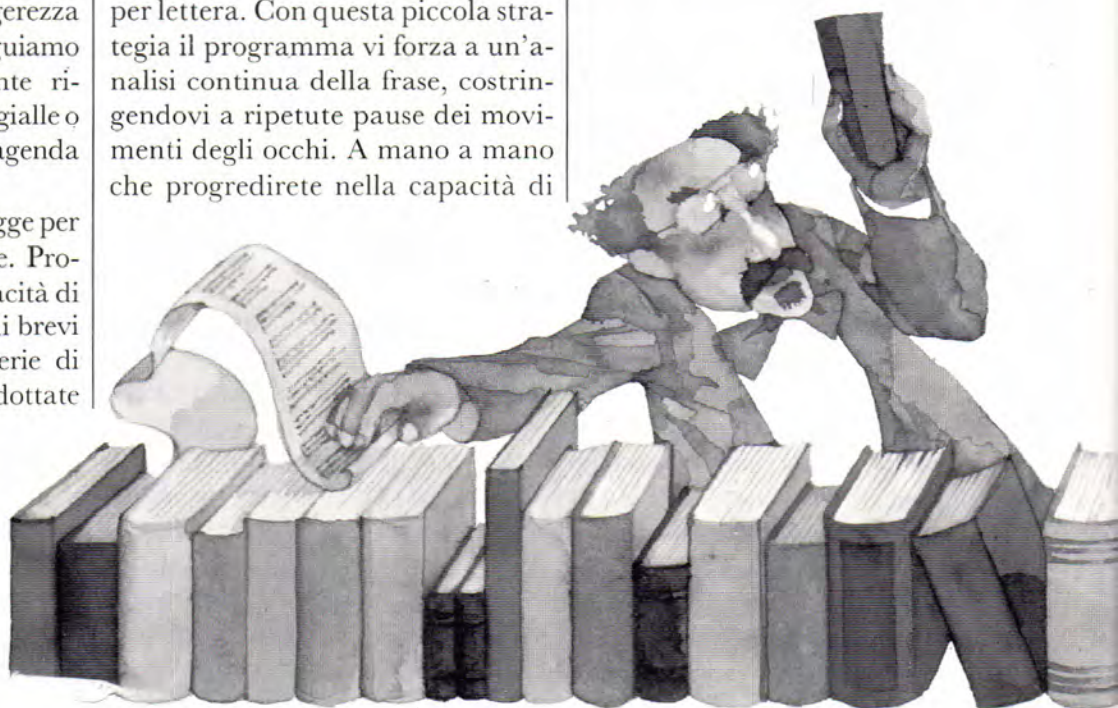 gerezza
guiamo
nte ri-
gialle o
agenda
gge per
e. Pro-
acità di
i brevi
erie di
dottate
per lettera. Con questa piccola stra-
tegia il programma vi forza a un'a-
nalisi continua della frase, costrin-
gendovi a ripetute pause dei movi-
menti degli occhi. A mano a mano
che progredirete nella capacità di